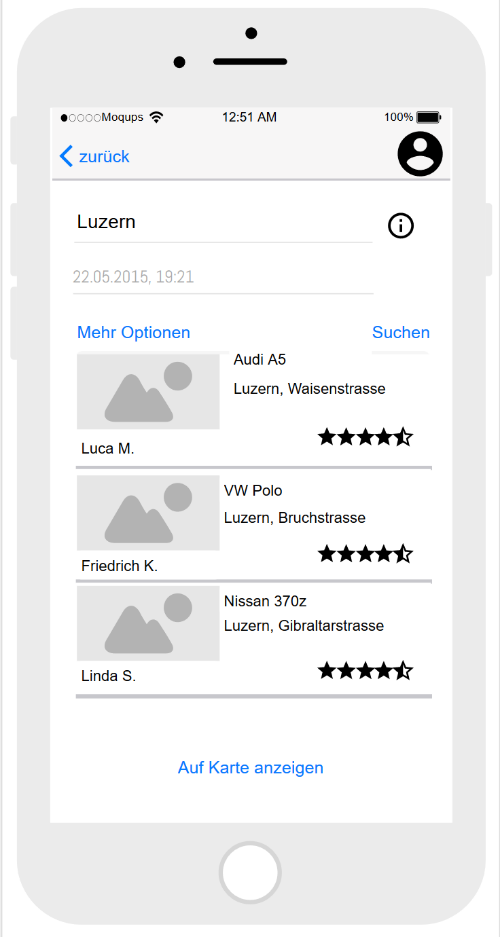 Moqups 12:51 AM 100%
zurück
Luzern
22.05.2015, 19:21
Mehr Optionen Suchen
Audi A5
Luzern, Waisenstrasse
Luca M.
VW Polo
Luzern, Bruchstrasse
Friedrich K.
Nissan 370z
Luzern, Gibraltarstrasse
Linda S.
Auf Karte anzeigen